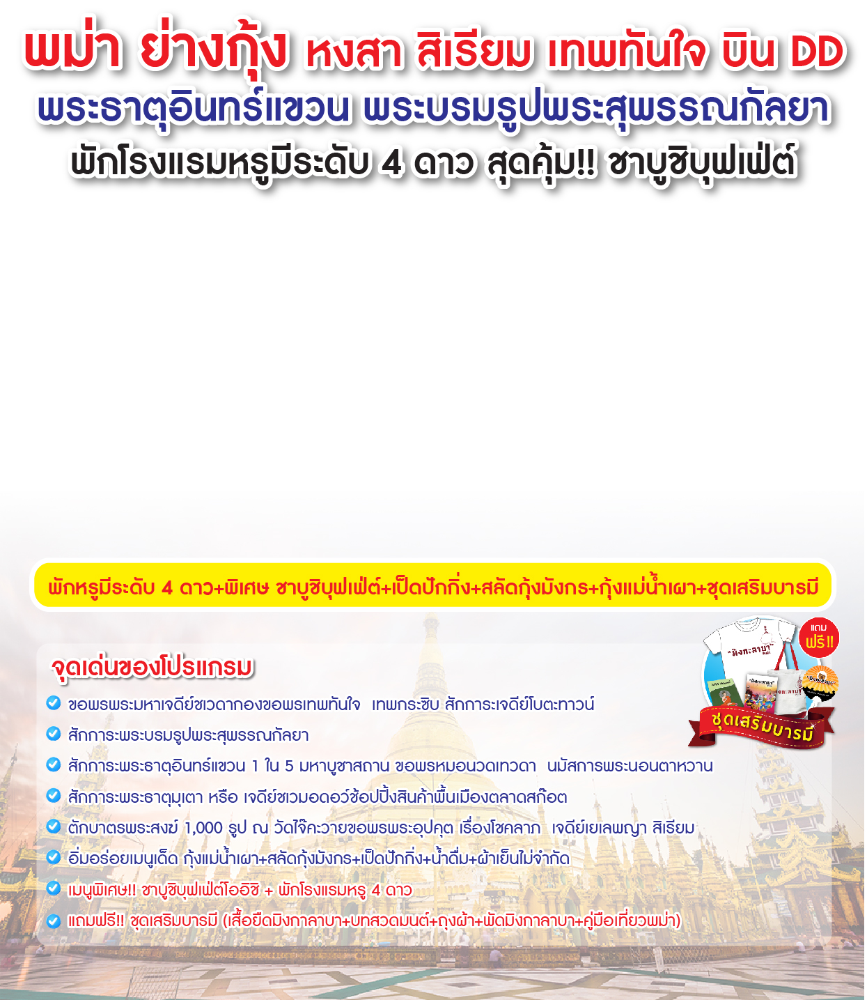 พม่า ย่างกุ้ง หงสา สิเรียม เทพทันใจ บิน DD
พระธาตุอินทร์แขวน พระบรมรูปพระสุพรรณกัลยา
พักโรงแรมหรูมีระดับ 4 ดาว สุดคุ้ม!! ชาบูชิบุฟเฟ่ต์
พักหรูมีระดับ 4 ดาว+พิเศษ ชาบูชิบุฟเฟ่ต์+เป็ดปักกิ่ง+สลัดกุ้งมังกร+กุ้งแม่น้ำเผา+ชุดเสริมบารมี
แถม
ฟรี!!
"มิงกะลาบา"
ชุดเสริมบารมี
จุดเด่นของโปรแกรม
ขอพรพระมหาเจดีย์ชเวดากองขอพรเทพทันใจ เทพกระซิบ สักการะเจดีย์โบตะทาวน์
สักการะพระบรมรูปพระสุพรรณกัลยา
สักการะพระธาตุอินทร์แขวน 1 ใน 5 มหาบูชาสถาน ขอพรหมอนวดเทวดา นมัสการพระนอนตาหวาน
สักการะพระธาตุมุเตา หรือ เจดีย์ชเวมอดอว์ช้อปปิ้งสินค้าพื้นเมืองตลาดสก๊อต
ตักบาตรพระสงฆ์ 1,000 รูป ณ วัดโจ๊คะวายขอพรพระอุปคุต เรื่องโชคลาภ เจดีย์เยเลพญา สิเรียม
อิ่มอร่อยเมนูเด็ด กุ้งแม่น้ำเผา+สลัดกุ้งมังกร+เป็ดปักกิ่ง+น้ำดื่ม+ผ้าเย็นไม่จำกัด
เมนูพิเศษ!! ชาบูชิบุฟเฟ่ต์โออิชิ + พักโรงแรมหรู 4 ดาว
แถมฟรี!! ชุดเสริมบารมี (เสื้อยืดมิงกาลาบา+บทสวดมนต์+ถุงผ้า+พัดมิงกาลาบา+คู่มือเที่ยวพม่า)